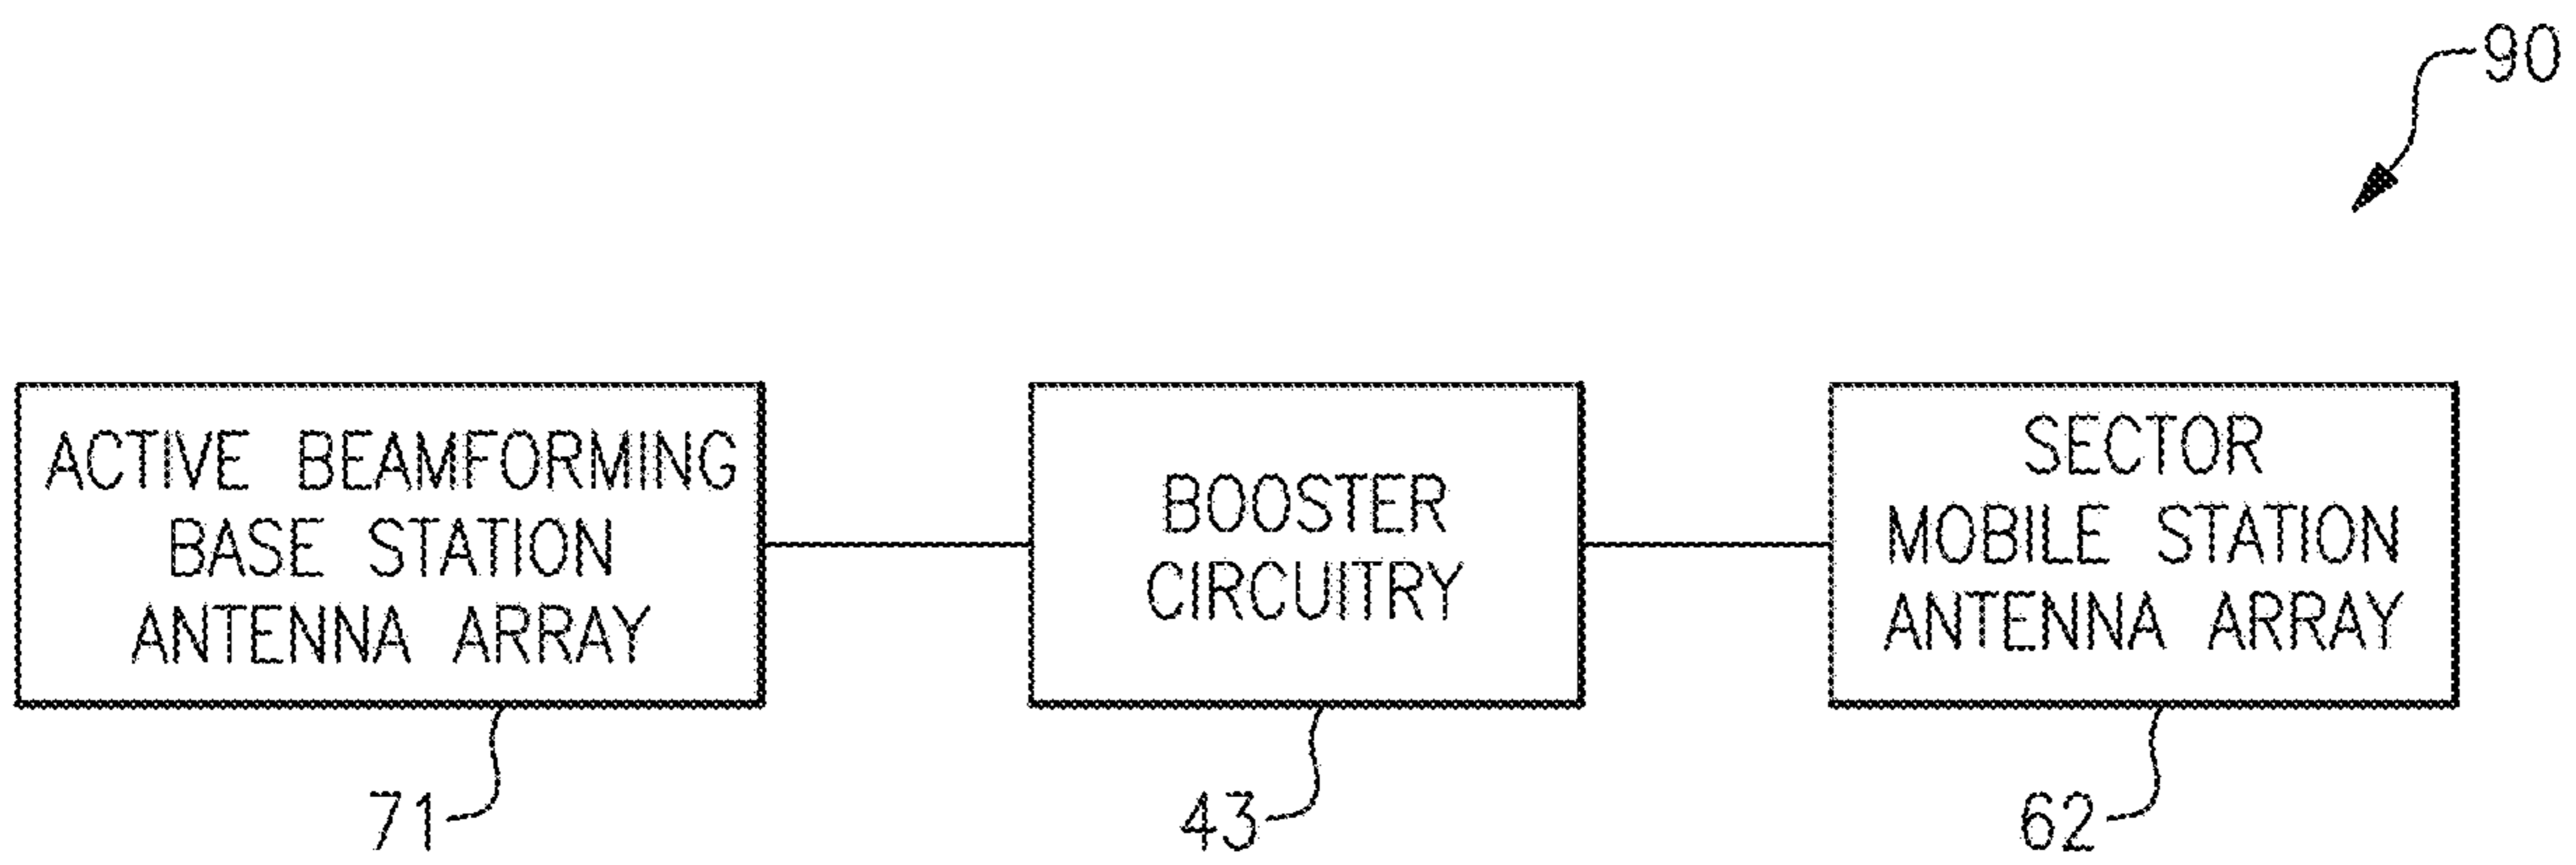 90
ACTIVE BEAMFORMING
BASE STATION
ANTENNA ARRAY
BOOSTER
CIRCUITRY
SECTOR
MOBILE STATION
ANTENNA ARRAY
71
43
62